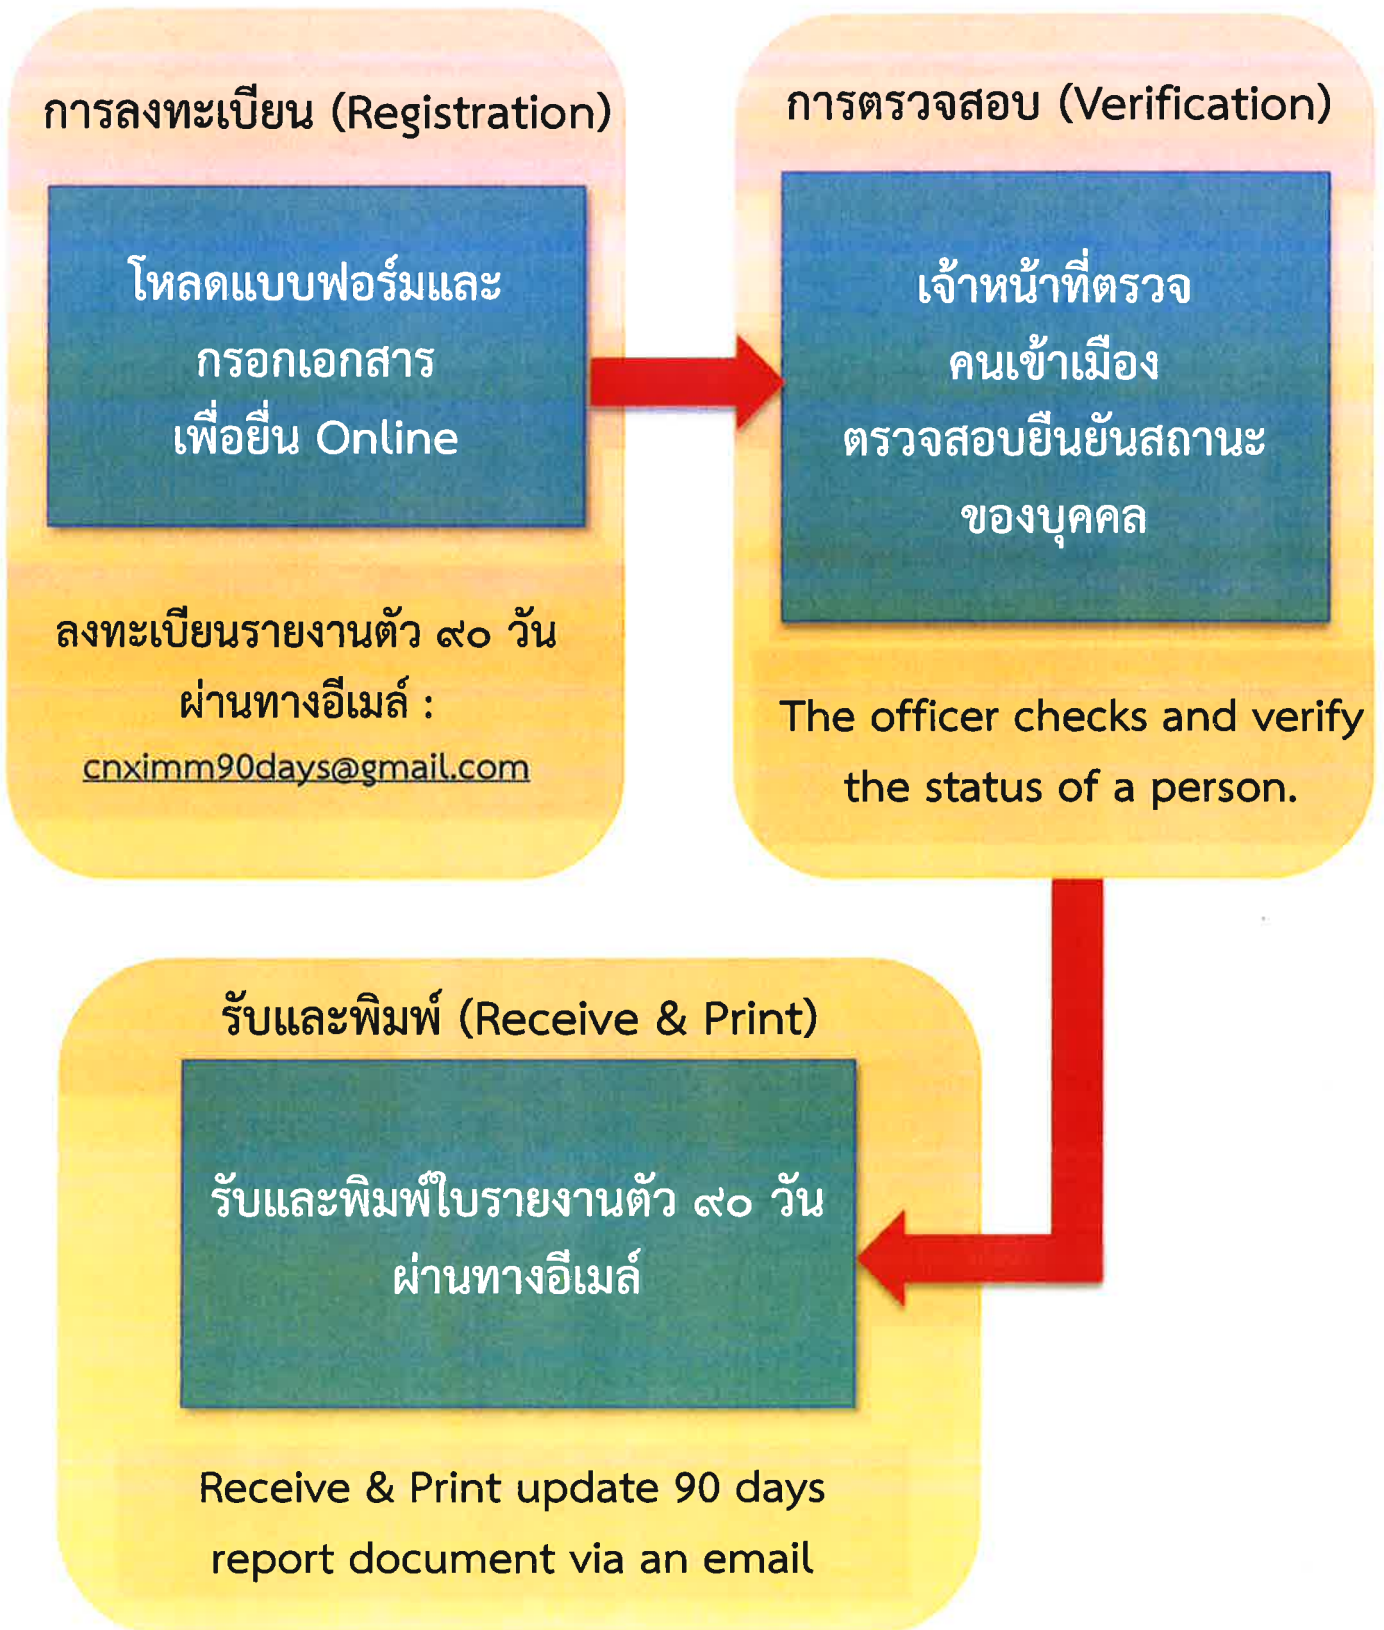 การลงทะเบียน (Registration)
โหลดแบบฟอร์มและ
กรอกเอกสาร
เพื่อยื่น Online
ลงทะเบียนรายงานตัว ๙๐ วัน
ผ่านทางอีเมล์ :
cnximm90days@gmail.com
การตรวจสอบ (Verification)
เจ้าหน้าที่ตรวจ
คนเข้าเมือง
ตรวจสอบยืนยันสถานะ
ของบุคคล
The officer checks and verify
the status of a person.
รับและพิมพ์ (Receive & Print)
รับและพิมพ์ใบรายงานตัว ๙๐ วัน
ผ่านทางอีเมล์
Receive & Print update 90 days
report document via an email